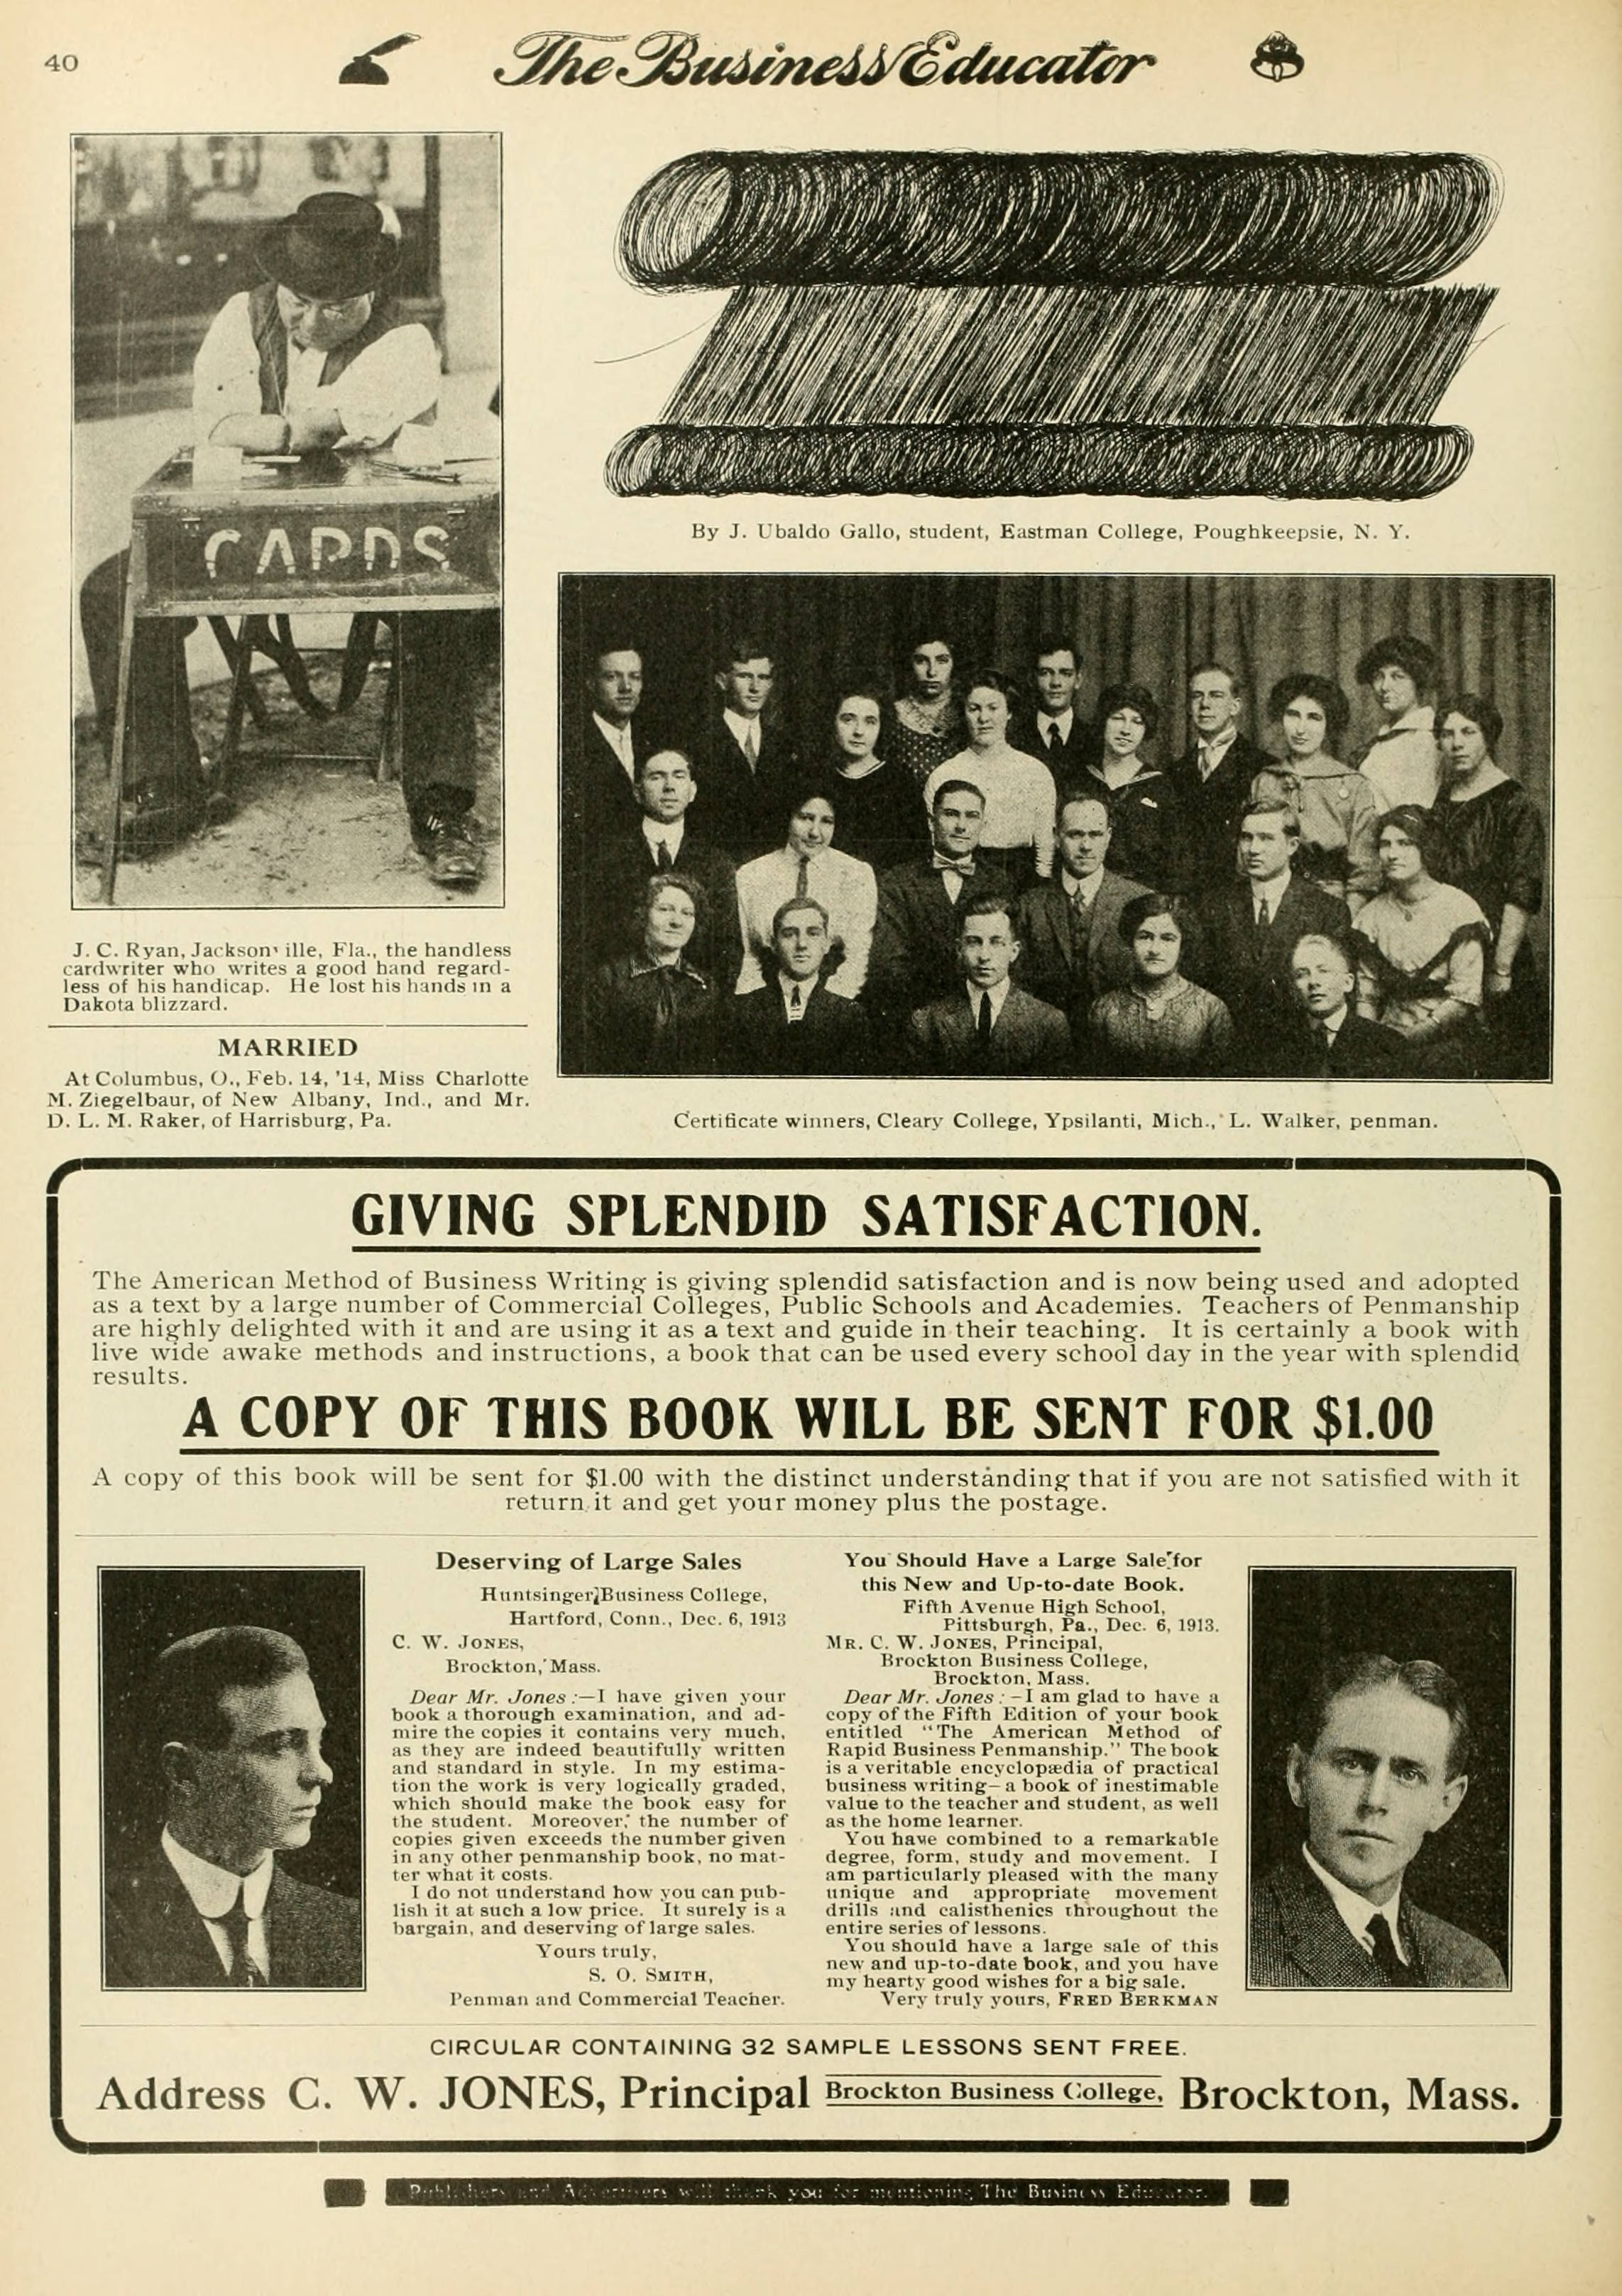 40
The Business Educator
CARDS
By J. Ubaldo Gallo, student, Eastman College, Poughkeepsie, N. Y.
J. C. Ryan, Jackson' ille, Fla., the handless
cardwriter who writes a good hand regard-
less of his handicap. He lost his hands in a
Dakota blizzard.
MARRIED
At Columbus, O., Feb. 14, '14, Miss Charlotte
M. Ziegelbaur, of New Albany, Ind., and Mr.
D. L. M. Raker, of Harrisburg, Pa.
Certificate winners, Cleary College, Ypsilanti, Mich., L. Walker, penman.
GIVING SPLENDID SATISFACTION.
The American Method of Business Writing is giving splendid satisfaction and is now being used and adopted
as a text by a large number of Commercial Colleges, Public Schools and Academies. Teachers of Penmanship
are highly delighted with it and are using it as a text and guide in their teaching. It is certainly a book with
live wide awake methods and instructions, a book that can be used every school day in the year with splendid
results.
A COPY OF THIS BOOK WILL BE SENT FOR $1.00
A copy of this book will be sent for $1.00 with the distinct understanding that if you are not satisfied with it
return it and get your money plus the postage.
Deserving of Large Sales
Huntsinger Business College,
Hartford, Conn., Dec. 6, 1913
C. W. JONES,
Brockton, Mass.
Dear Mr. Jones:—I have given your
book a thorough examination, and ad-
mire the copies it contains very much,
as they are indeed beautifully written
and standard in style. In my estima-
tion the work is very logically graded,
which should make the book easy for
the student. Moreover, the number of
copies given exceeds the number given
in any other penmanship book, no mat-
ter what it costs.
I do not understand how you can pub-
lish it at such a low price. It surely is a
bargain, and deserving of large sales.
Yours truly,
S. O. SMITH,
Penman and Commercial Teacher.
You Should Have a Large Sale for
this New and Up-to-date Book.
Fifth Avenue High School,
Pittsburgh, Pa., Dec. 6, 1913.
MR. C. W. JONES, Principal,
Brockton Business College,
Brockton, Mass.
Dear Mr. Jones: –I am glad to have a
copy of the Fifth Edition of your book
entitled "The American Method of
Rapid Business Penmanship." The book
is a veritable encyclopædia of practical
business writing–a book of inestimable
value to the teacher and student, as well
as the home learner.
You have combined to a remarkable
degree, form, study and movement. I
am particularly pleased with the many
unique and appropriate movement
drills and calisthenics throughout the
entire series of lessons.
You should have a large sale of this
new and up-to-date book, and you have
my hearty good wishes for a big sale.
Very truly yours, FRED BERKMAN
CIRCULAR CONTAINING 32 SAMPLE LESSONS SENT FREE.
Address C. W. JONES, Principal Brockton Business College, Brockton, Mass.
Publishers and Advertisers will thank you for mentioning The Business Educator.